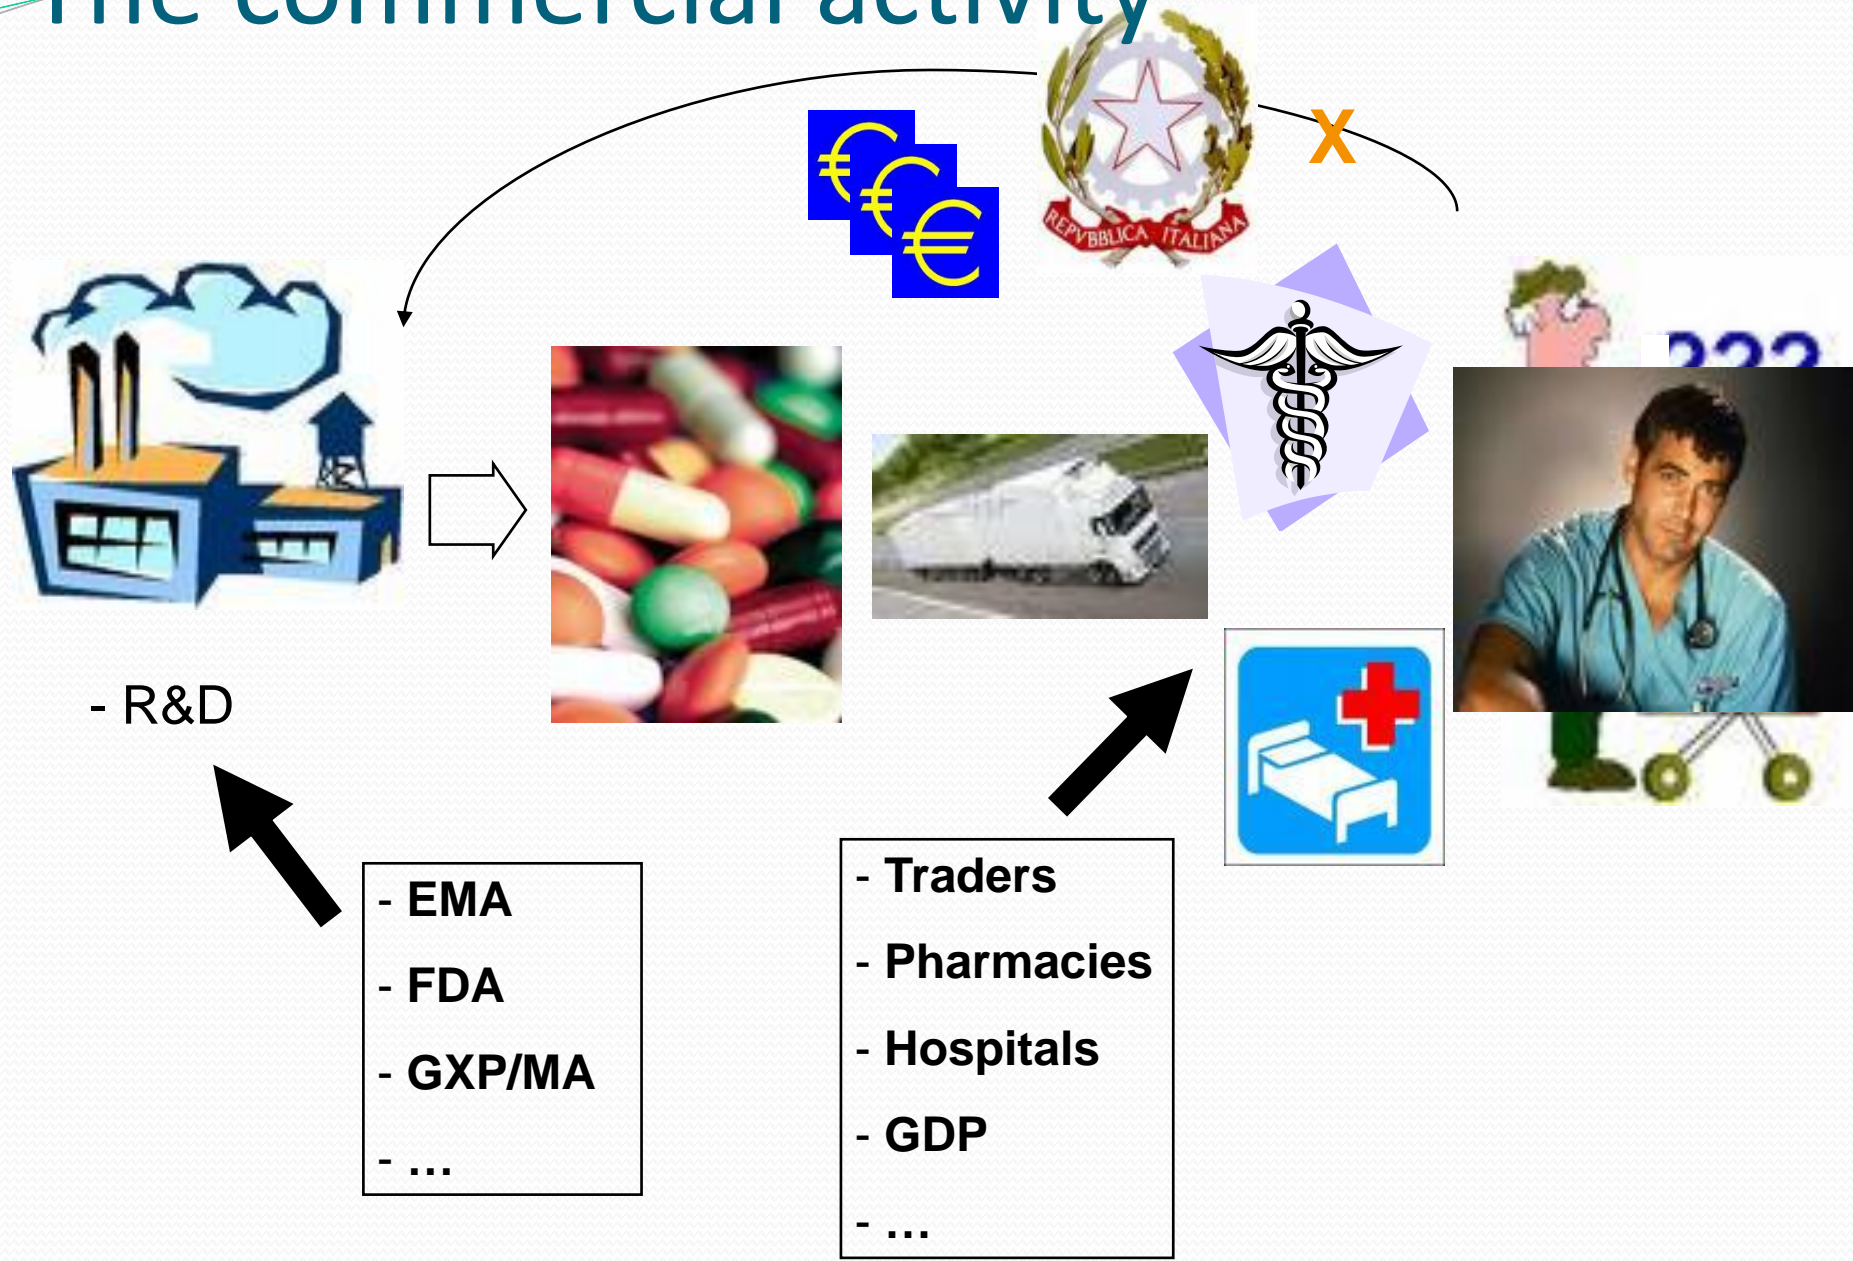 The commercial activity
€
€
€
REPVBBLICA ITALIANA
X
???
- R&D
- EMA
- FDA
- GXP/MA
- ...
- Traders
- Pharmacies
- Hospitals
- GDP
- ...